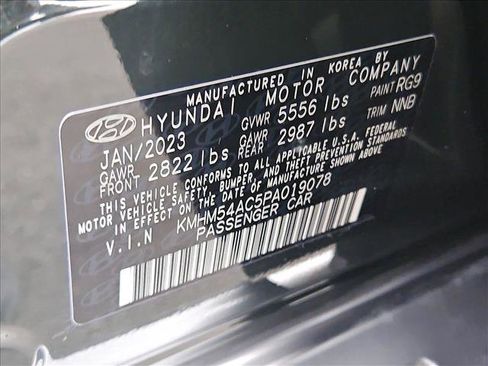 MANUFACTURED IN KOREA BY
HYUNDAI MOTOR COMPANY
JAN/2023 GVWR 5556 lbs PAINT RG9
GAWR FRONT 2822 lbs GAWR REAR 2987 lbs TRIM NNB
THIS VEHICLE CONFORMS TO ALL APPLICABLE U.S.A. FEDERAL
MOTOR VEHICLE SAFETY, BUMPER, AND THEFT PREVENTION STANDARDS
IN EFFECT ON THE DATE OF MANUFACTURE SHOWN ABOVE.
V.I.N KMHM54AC5PA019078
PASSENGER CAR